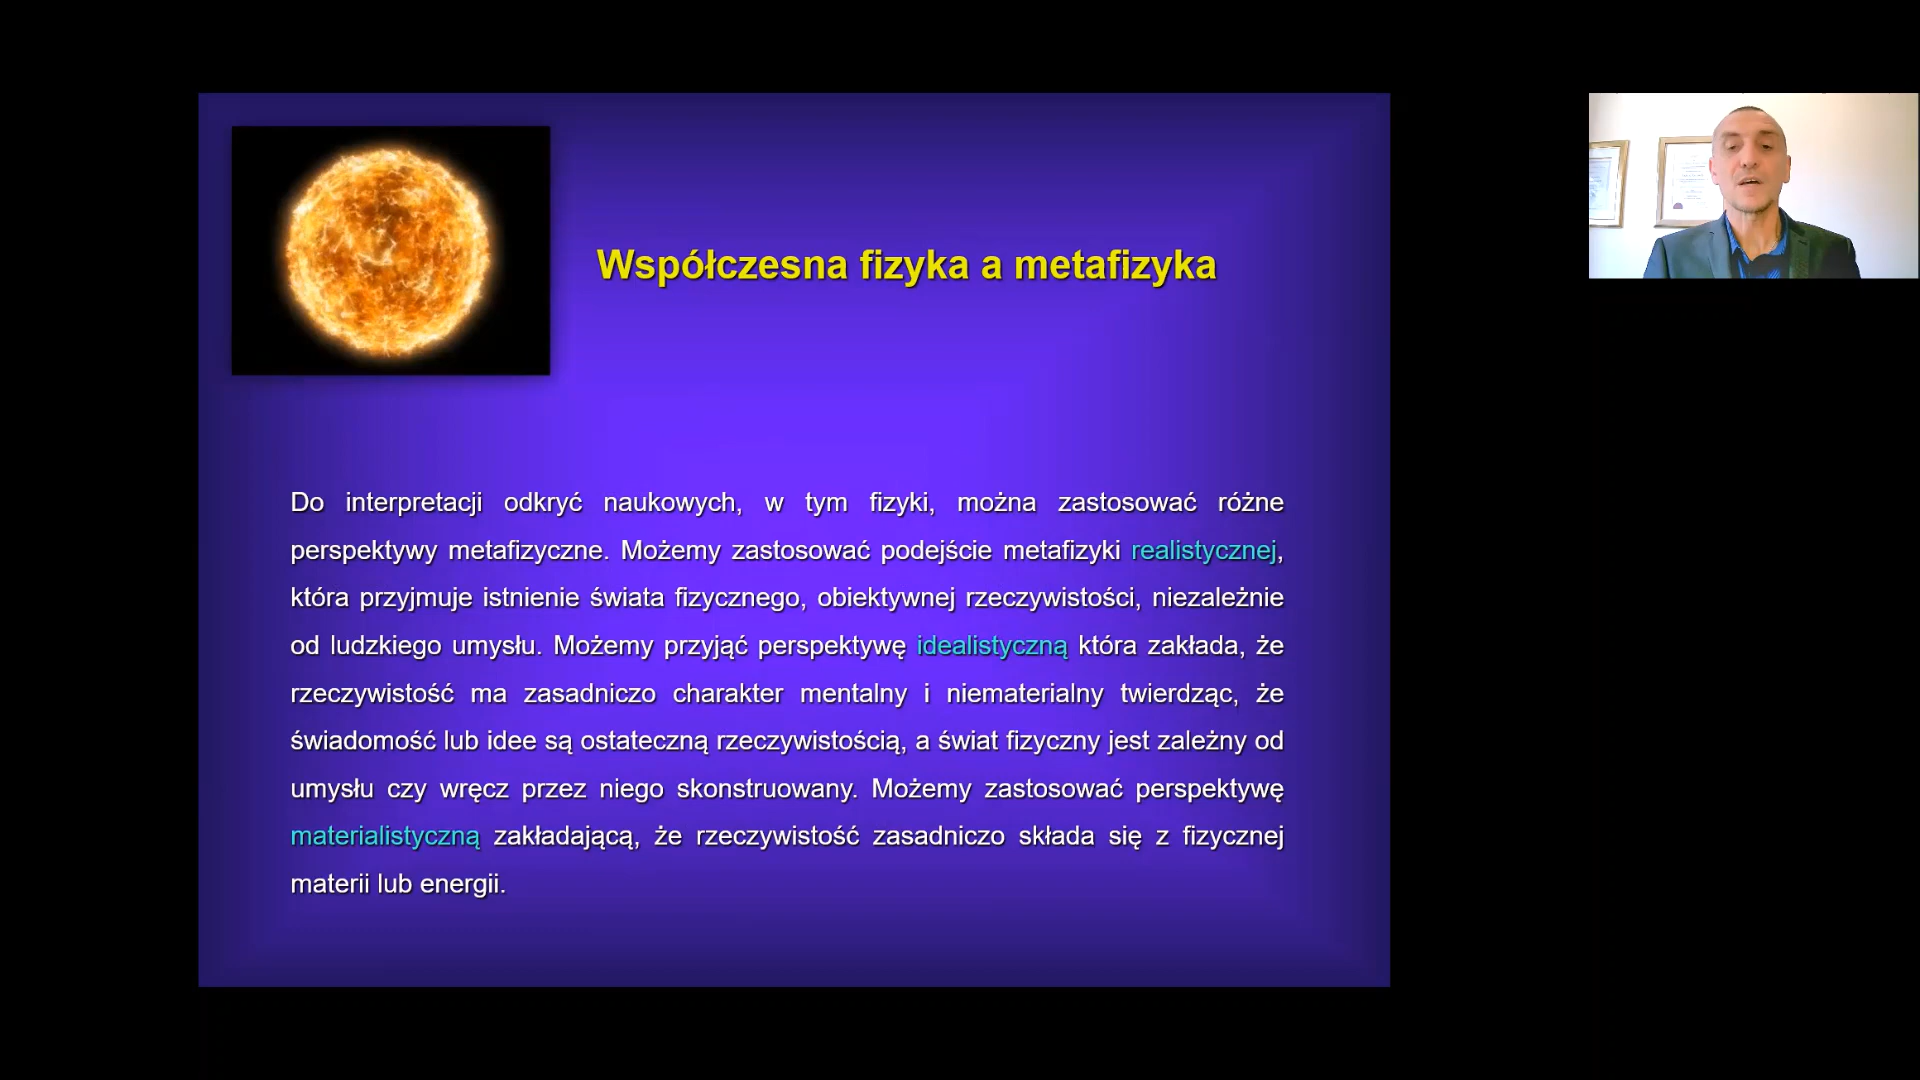 Współczesna fizyka a metafizyka
Do interpretacji odkryć naukowych, w tym fizyki, można zastosować różne
perspektywy metafizyczne. Możemy zastosować podejście metafizyki realistycznej,
która przyjmuje istnienie świata fizycznego, obiektywnej rzeczywistości, niezależnie
od ludzkiego umysłu. Możemy przyjąć perspektywę idealistyczną która zakłada, że
rzeczywistość ma zasadniczo charakter mentalny i niematerialny twierdząc, że
świadomość lub idee są ostateczną rzeczywistością, a świat fizyczny jest zależny od
umysłu czy wręcz przez niego skonstruowany. Możemy zastosować perspektywę
materialistyczną zakładającą, że rzeczywistość zasadniczo składa się z fizycznej
materii lub energii.